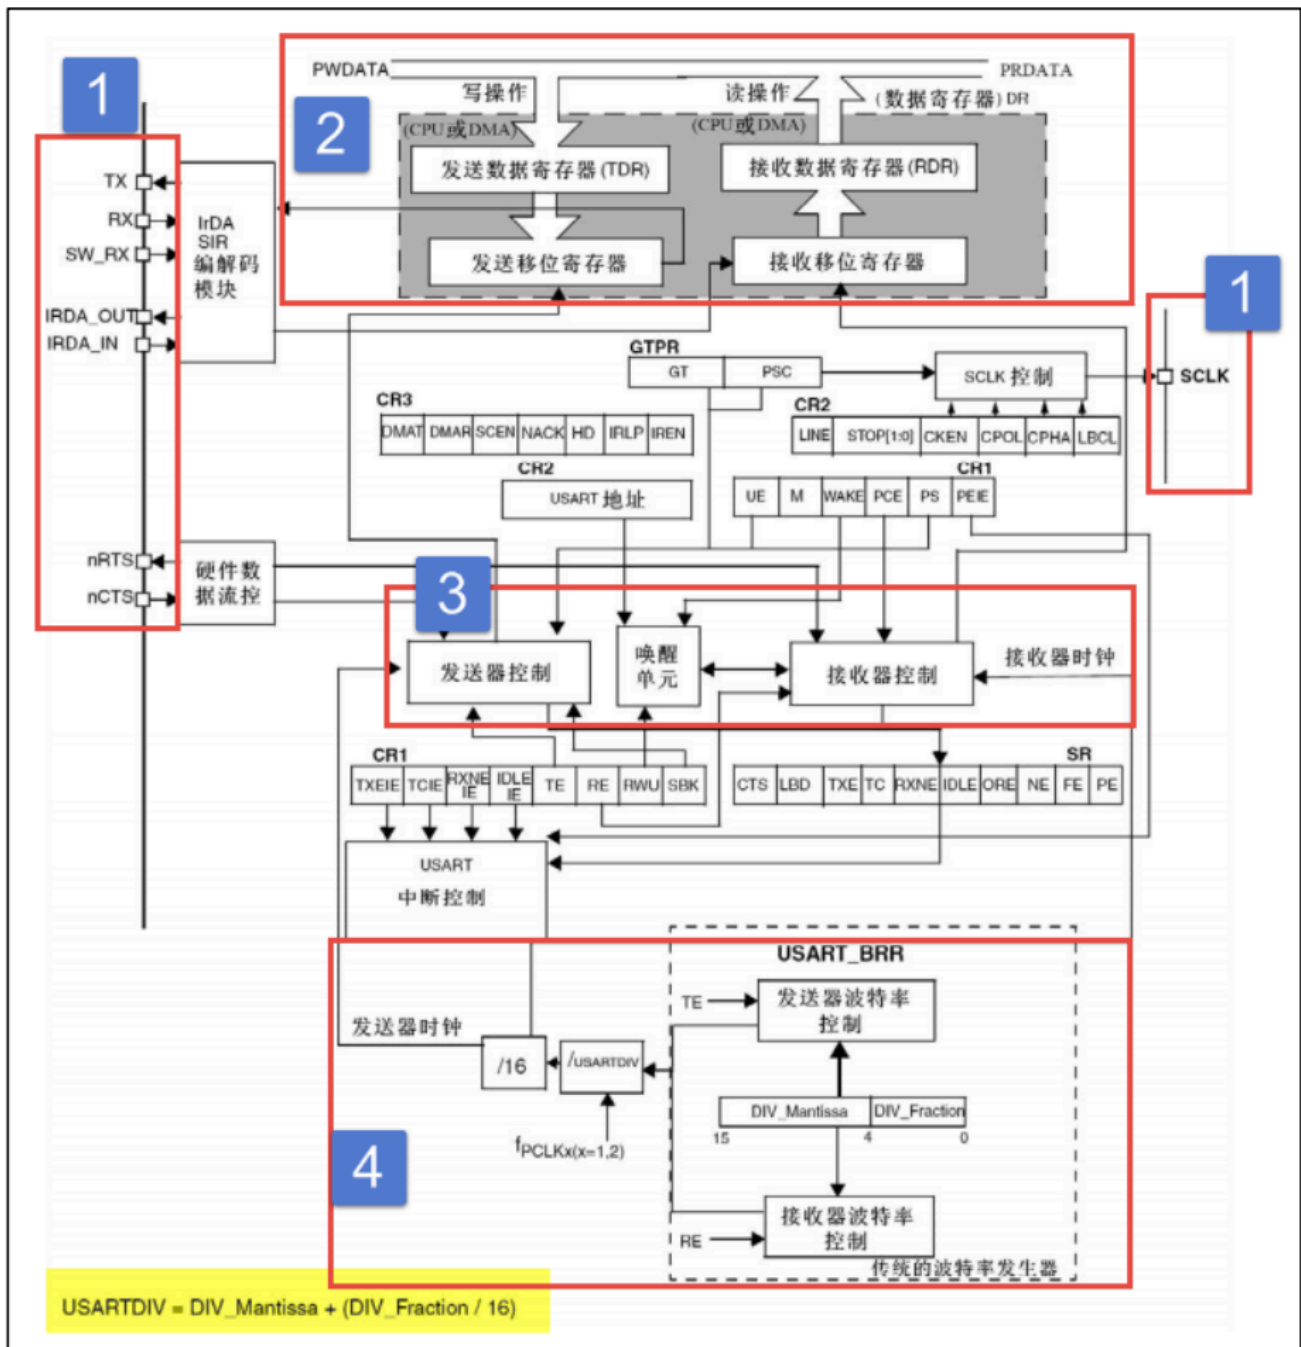 1
2
PWDATA
PRDATA
写操作
读操作
(数据寄存器)DR
(CPU或DMA)
(CPU或DMA)
发送数据寄存器(TDR)
接收数据寄存器(RDR)
发送移位寄存器
接收移位寄存器
TX
RX
SW_RX
IRDA_OUT
IRDA_IN
IrDA
SIR
编解码
模块
1
SCLK
GTPR
GT
PSC
SCLK 控制
CR3
DMAT DMAR SCEN NACK HD IRLP IREN
CR2
LINE STOP[1:0] CKEN CPOL CPHA LBCL
CR2
USART 地址
CR1
UE M WAKE PCE PS PEIE
nRTS
nCTS
硬件数
据流控
3
发送器控制
唤醒
单元
接收器控制
接收器时钟
CR1
TXEIE TCIE RXNE IE IDLE IE TE RE RWU SBK
SR
CTS LBD TXE TC RXNE IDLE ORE NE FE PE
USART
中断控制
4
USART_BRR
TE
发送器波特率
控制
发送器时钟
/16
/USARTDIV
fPCLKx(x=1,2)
DIV_Mantissa DIV_Fraction
15 4 0
RE
接收器波特率
控制
传统的波特率发生器
USARTDIV = DIV_Mantissa + (DIV_Fraction / 16)